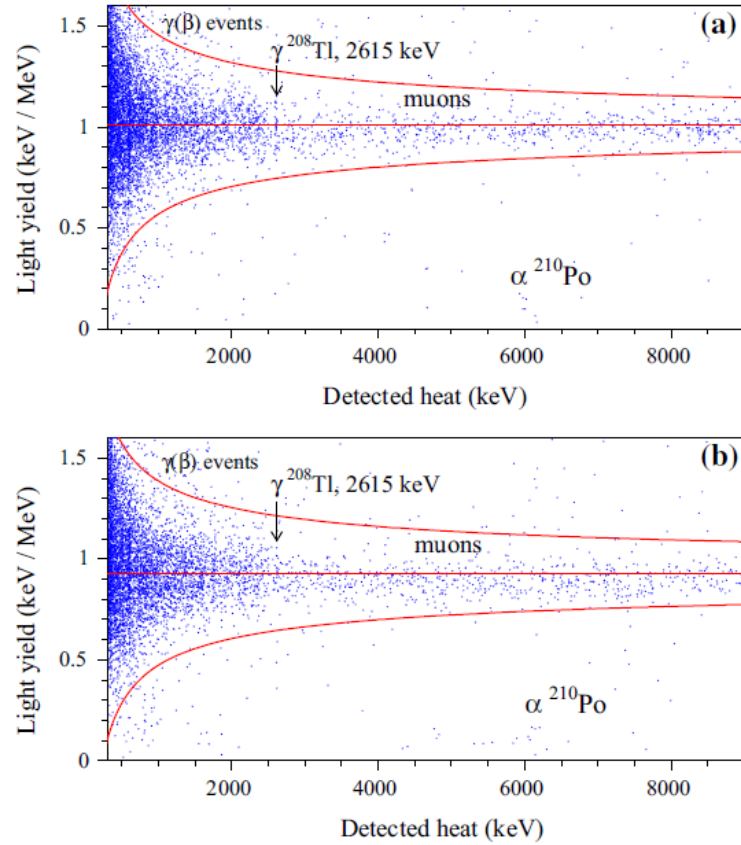 (a)
γ(β) events
γ ²⁰⁸Tl, 2615 keV
muons
α ²¹⁰Po
Light yield (keV / MeV)
1.5
1
0.5
0
2000 4000 6000 8000
Detected heat (keV)
(b)
γ(β) events
γ ²⁰⁸Tl, 2615 keV
muons
α ²¹⁰Po
Light yield (keV / MeV)
1.5
1
0.5
0
2000 4000 6000 8000
Detected heat (keV)